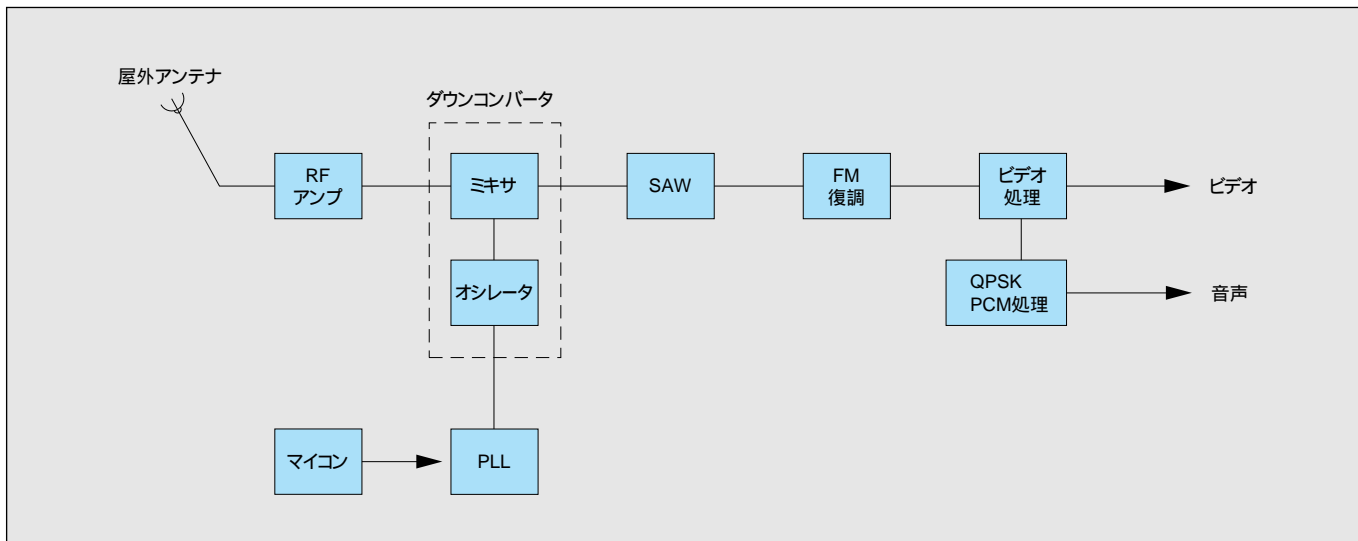 屋外アンテナ
ダウンコンバータ
RF
アンプ
ミキサ
SAW
FM
復調
ビデオ
処理
ビデオ
オシレータ
QPSK
PCM処理
音声
マイコン
PLL